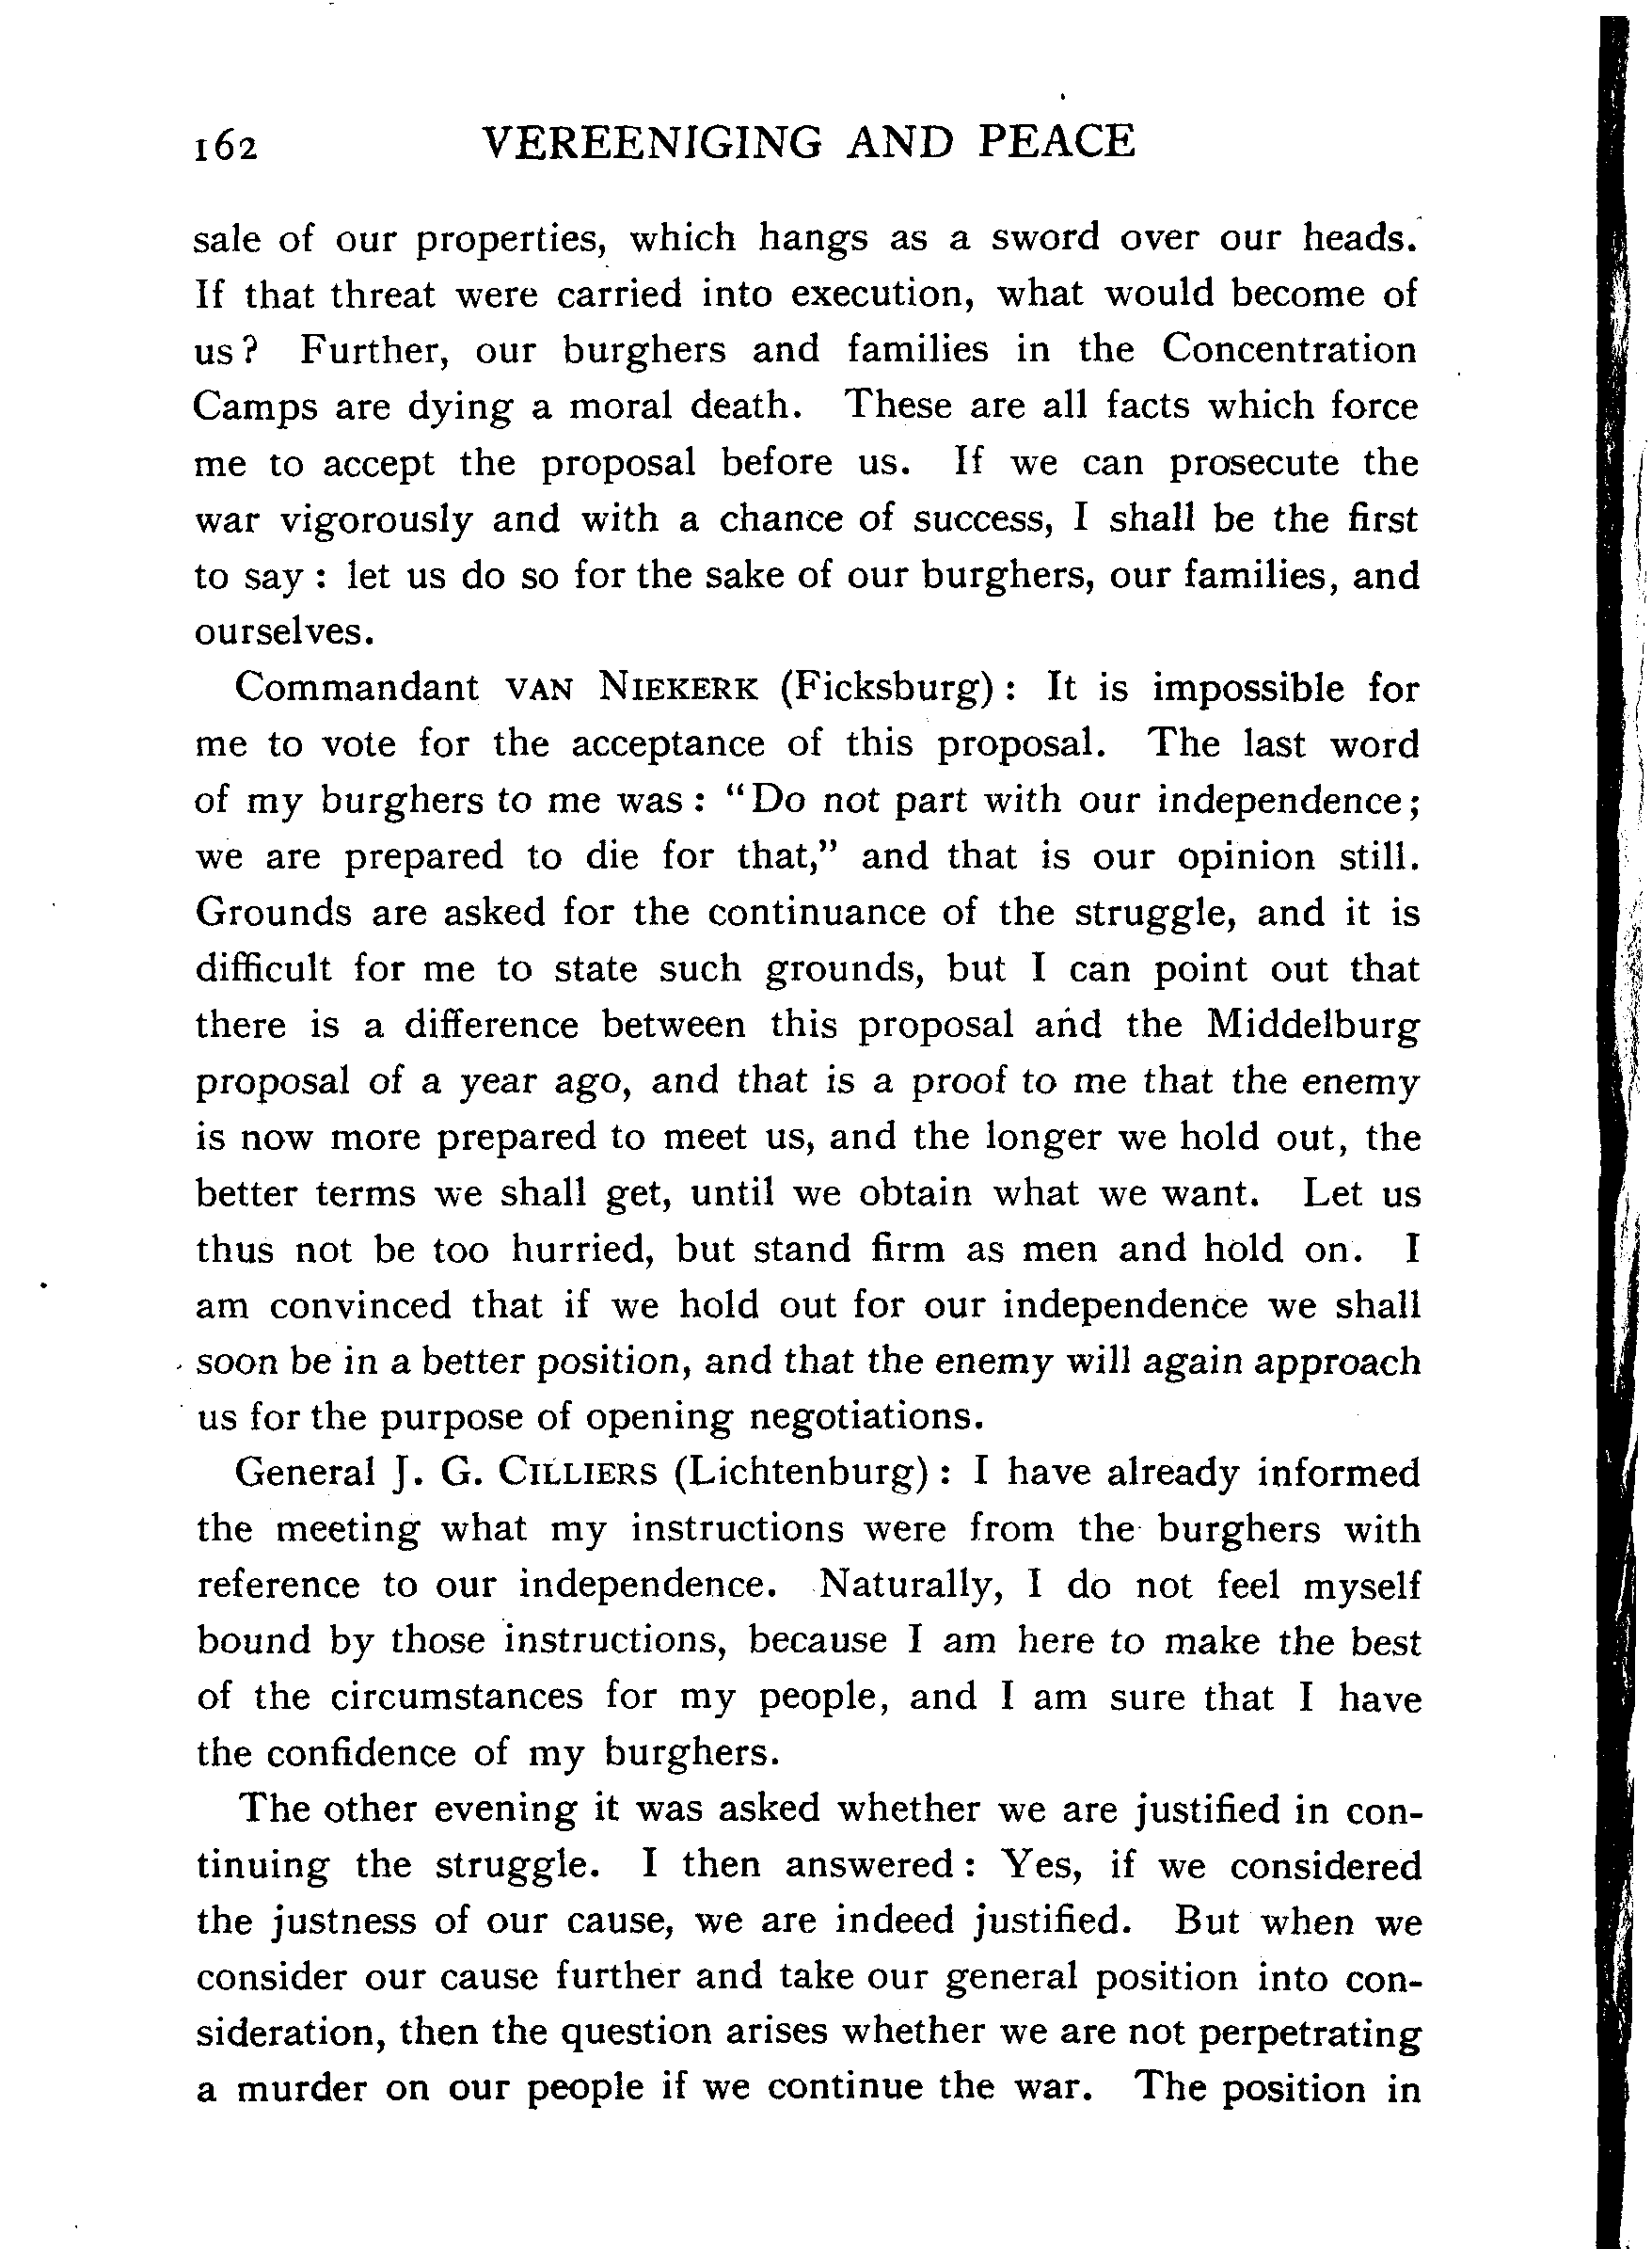 162 VEREENIGING AND PEACE
sale of our properties, which hangs as a sword over our heads.
If that threat were carried into execution, what would become of
us? Further, our burghers and families in the Concentration
Camps are dying a moral death. These are all facts which force
me to accept the proposal before us. If we can prosecute the
war vigorously and with a chance of success, I shall be the first
to say : let us do so for the sake of our burghers, our families, and
ourselves.
Commandant VAN NIEKERK (Ficksburg) : It is impossible for
me to vote for the acceptance of this proposal. The last word
of my burghers to me was : "Do not part with our independence;
we are prepared to die for that," and that is our opinion still.
Grounds are asked for the continuance of the struggle, and it is
difficult for me to state such grounds, but I can point out that
there is a difference between this proposal and the Middelburg
proposal of a year ago, and that is a proof to me that the enemy
is now more prepared to meet us, and the longer we hold out, the
better terms we shall get, until we obtain what we want. Let us
thus not be too hurried, but stand firm as men and hold on. I
am convinced that if we hold out for our independence we shall
soon be in a better position, and that the enemy will again approach
us for the purpose of opening negotiations.
General J. G. CILLIERS (Lichtenburg) : I have already informed
the meeting what my instructions were from the burghers with
reference to our independence. Naturally, I do not feel myself
bound by those instructions, because I am here to make the best
of the circumstances for my people, and I am sure that I have
the confidence of my burghers.
The other evening it was asked whether we are justified in con-
tinuing the struggle. I then answered : Yes, if we considered
the justness of our cause, we are indeed justified. But when we
consider our cause further and take our general position into con-
sideration, then the question arises whether we are not perpetrating
a murder on our people if we continue the war. The position in